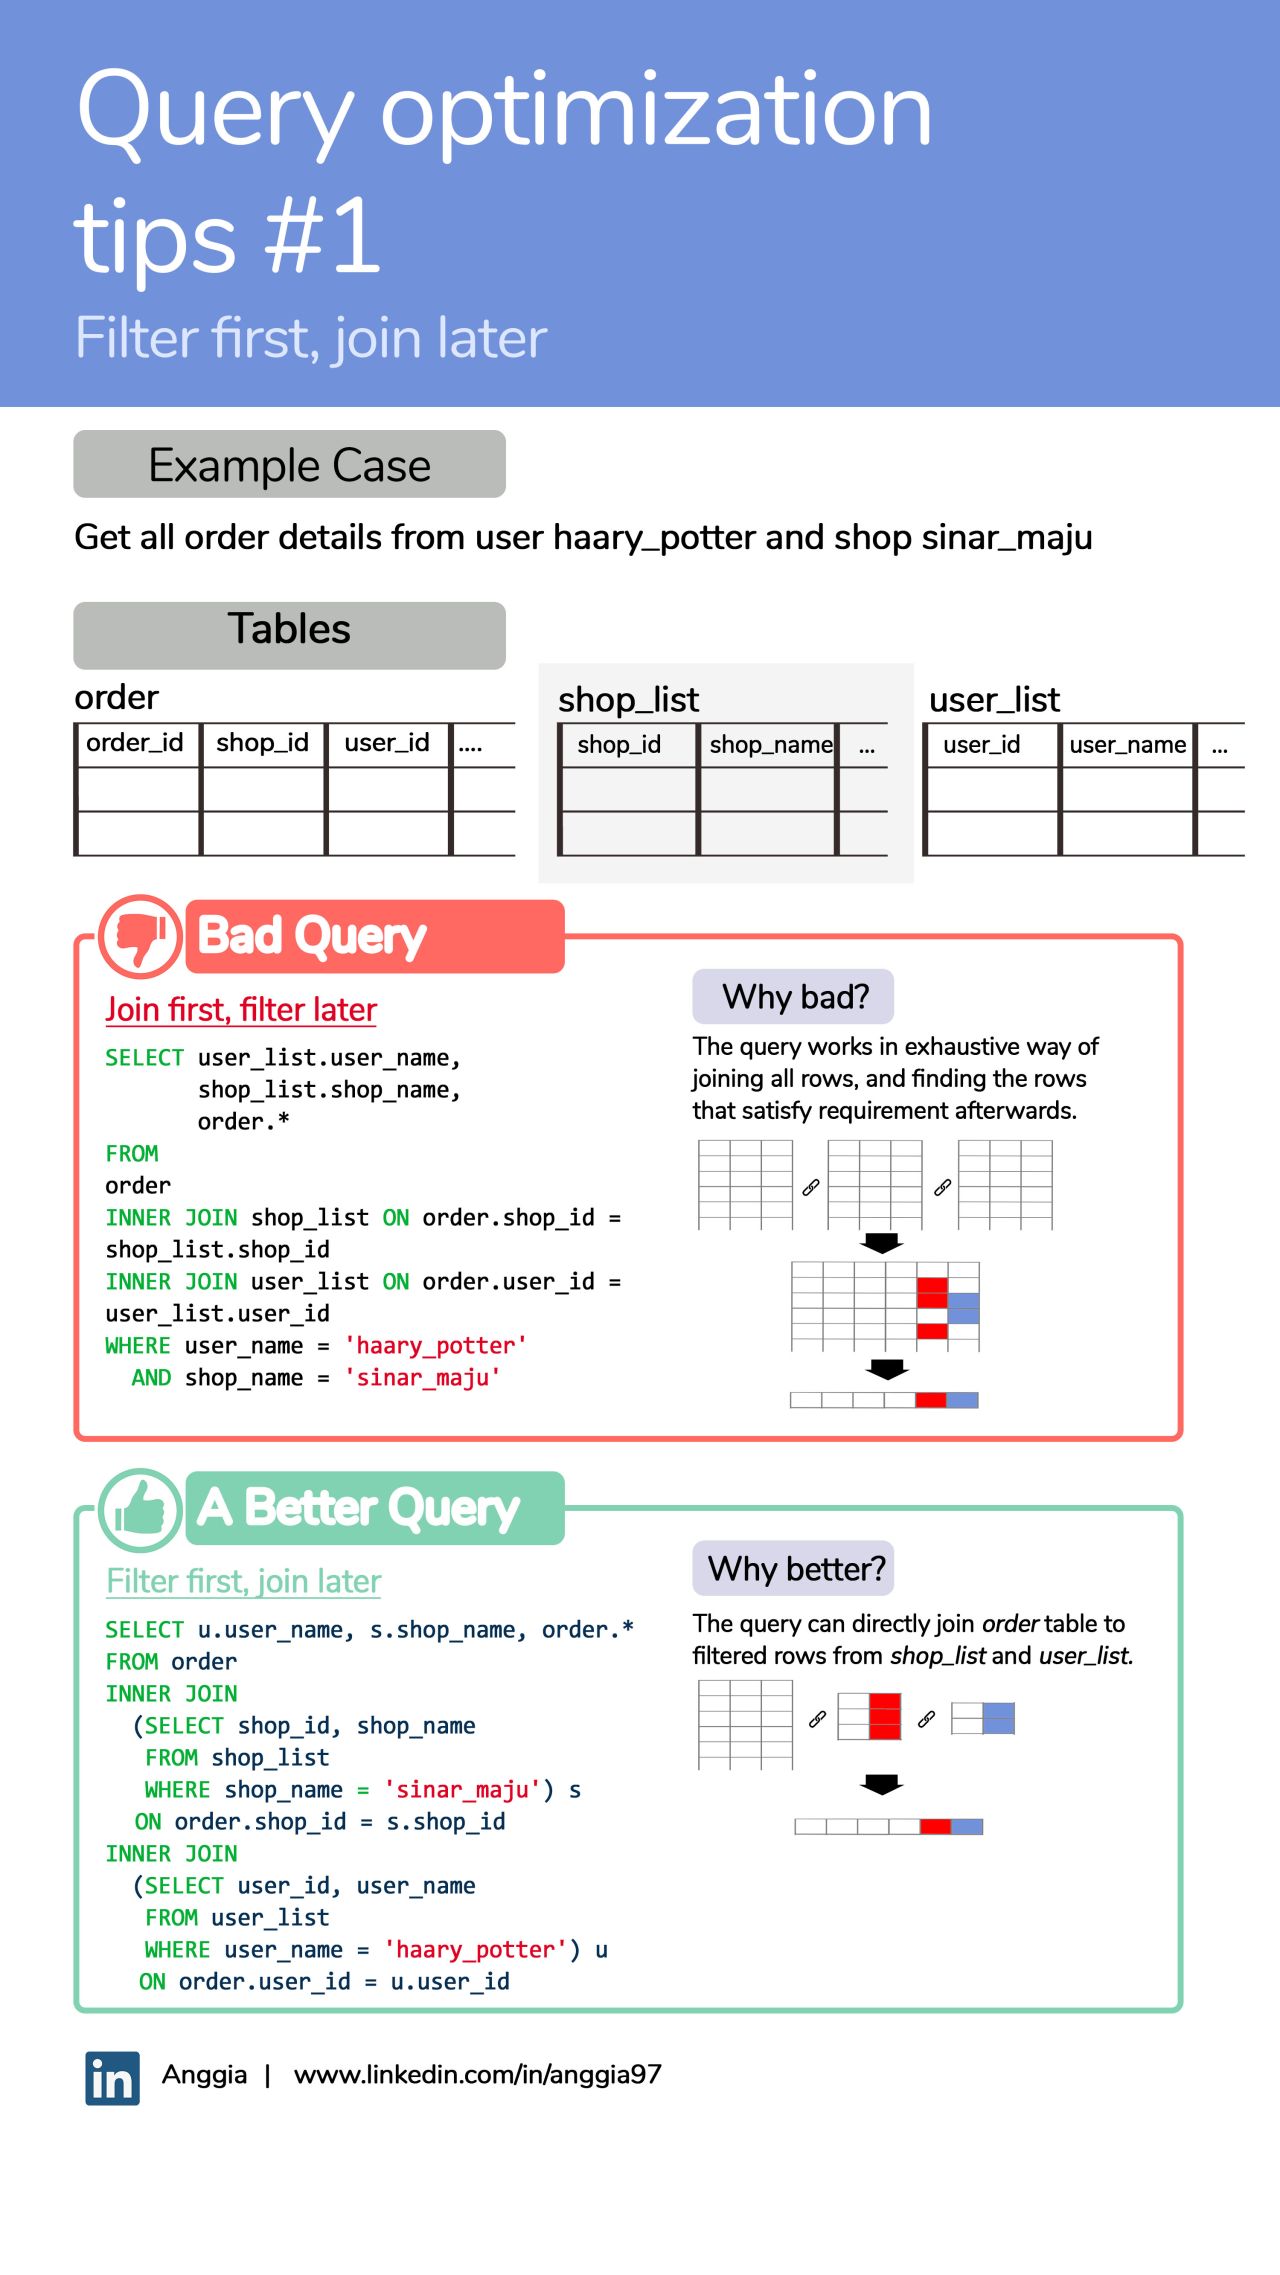 Query optimization
tips #1
Filter first, join later
Example Case
Get all order details from user haary_potter and shop sinar_maju
Tables
order
order_id shop_id user_id ....
shop_list
shop_id shop_name ...
user_list
user_id user_name ...
Bad Query
Join first, filter later
SELECT user_list.user_name,
shop_list.shop_name,
order.*
FROM
order
INNER JOIN shop_list ON order.shop_id =
shop_list.shop_id
INNER JOIN user_list ON order.user_id =
user_list.user_id
WHERE user_name = 'haary_potter'
AND shop_name = 'sinar_maju'
Why bad?
The query works in exhaustive way of
joining all rows, and finding the rows
that satisfy requirement afterwards.
A Better Query
Filter first, join later
SELECT u.user_name, s.shop_name, order.*
FROM order
INNER JOIN
(SELECT shop_id, shop_name
FROM shop_list
WHERE shop_name = 'sinar_maju') s
ON order.shop_id = s.shop_id
INNER JOIN
(SELECT user_id, user_name
FROM user_list
WHERE user_name = 'haary_potter') u
ON order.user_id = u.user_id
Why better?
The query can directly join order table to
filtered rows from shop_list and user_list.
in Anggia | www.linkedin.com/in/anggia97